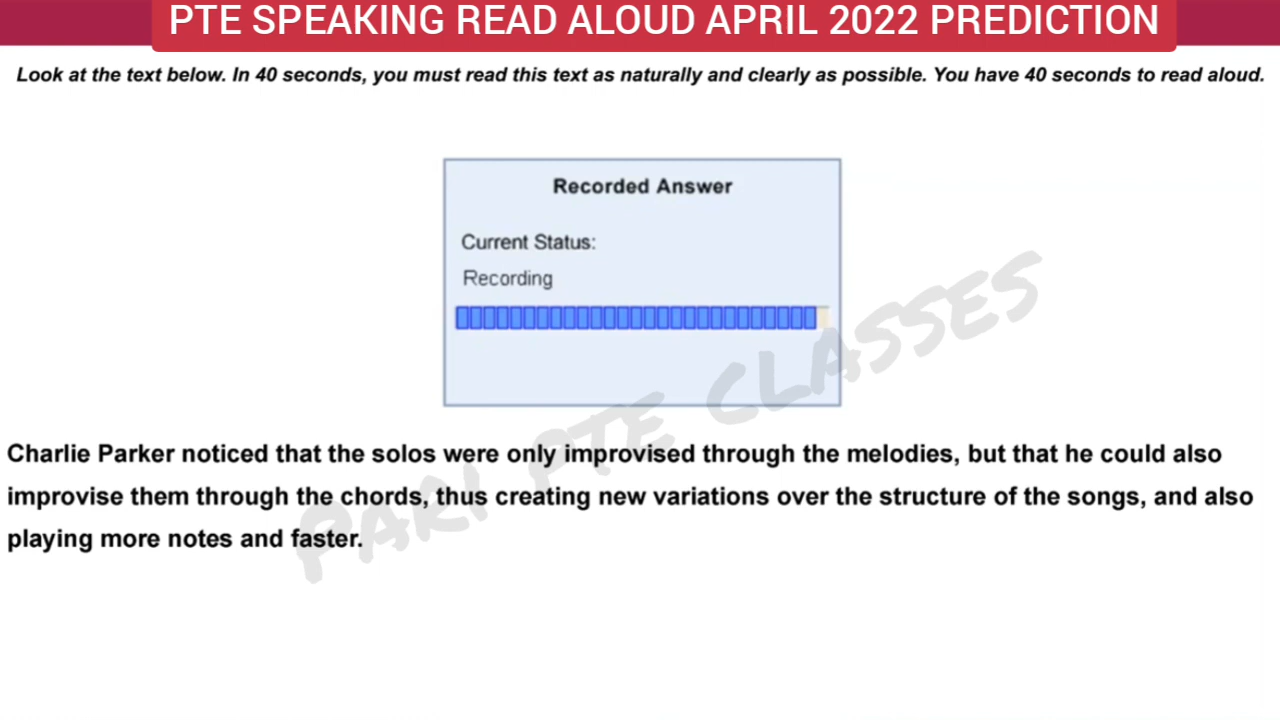 PTE SPEAKING READ ALOUD APRIL 2022 PREDICTION
Look at the text below. In 40 seconds, you must read this text as naturally and clearly as possible. You have 40 seconds to read aloud.
Recorded Answer
Current Status:
Recording
PARI PTE CLASSES
Charlie Parker noticed that the solos were only improvised through the melodies, but that he could also
improvise them through the chords, thus creating new variations over the structure of the songs, and also
playing more notes and faster.